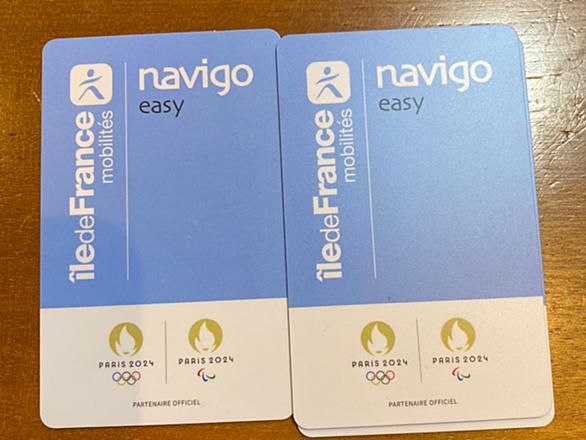 navigo
easy
îledeFrance
mobilités
PARIS 2024
PARIS 2024
PARTENAIRE OFFICIEL
navigo
easy
îledeFrance
mobilités
PARIS 2024
PARIS 2024
PARTENAIRE OFFICIEL